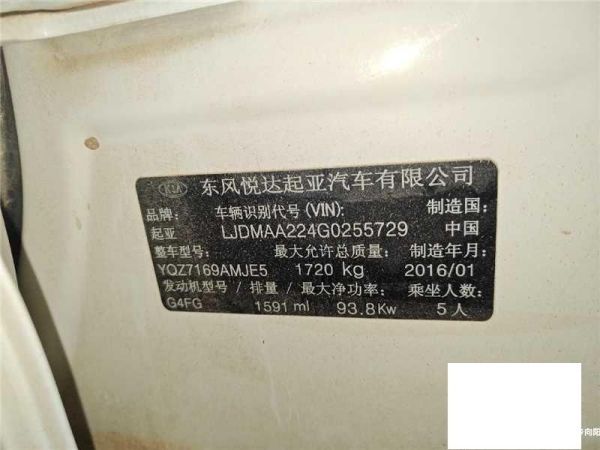 KIA 东风悦达起亚汽车有限公司
品牌: 车辆识别代号(VIN): 制造国:
起亚 LJDMAA224G0255729 中国
整车型号: 最大允许总质量: 制造年月:
YQZ7169AMJE5 1720 kg 2016/01
发动机型号 / 排量 / 最大净功率: 乘坐人数:
G4FG 1591 ml 93.8Kw 5人
向阳